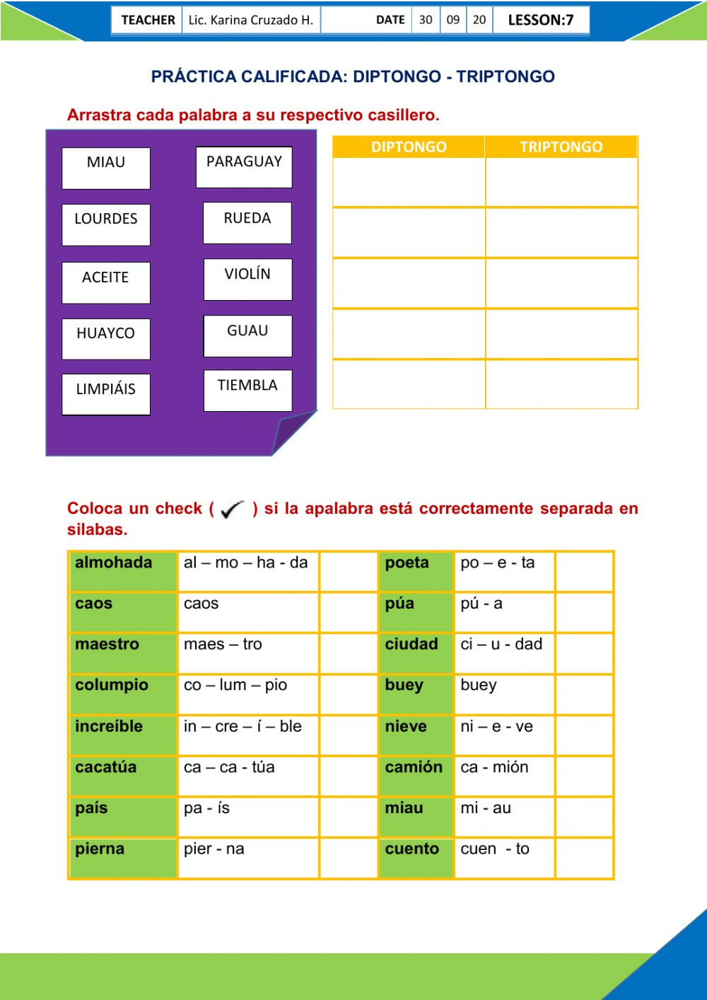 TEACHER Lic. Karina Cruzado H. DATE 30 09 20 LESSON:7
PRÁCTICA CALIFICADA: DIPTONGO - TRIPTONGO
Arrastra cada palabra a su respectivo casillero.
MIAU PARAGUAY
LOURDES RUEDA
ACEITE VIOLÍN
HUAYCO GUAU
LIMPIÁIS TIEMBLA
DIPTONGO TRIPTONGO
Coloca un check ( ✓ ) si la apalabra está correctamente separada en
silabas.
almohada al – mo – ha - da poeta po – e - ta
caos caos púa pú - a
maestro maes – tro ciudad ci – u - dad
columpio co – lum – pio buey buey
increíble in – cre – í – ble nieve ni – e - ve
cacatúa ca – ca - túa camión ca - mión
país pa - ís miau mi - au
pierna pier - na cuento cuen - to